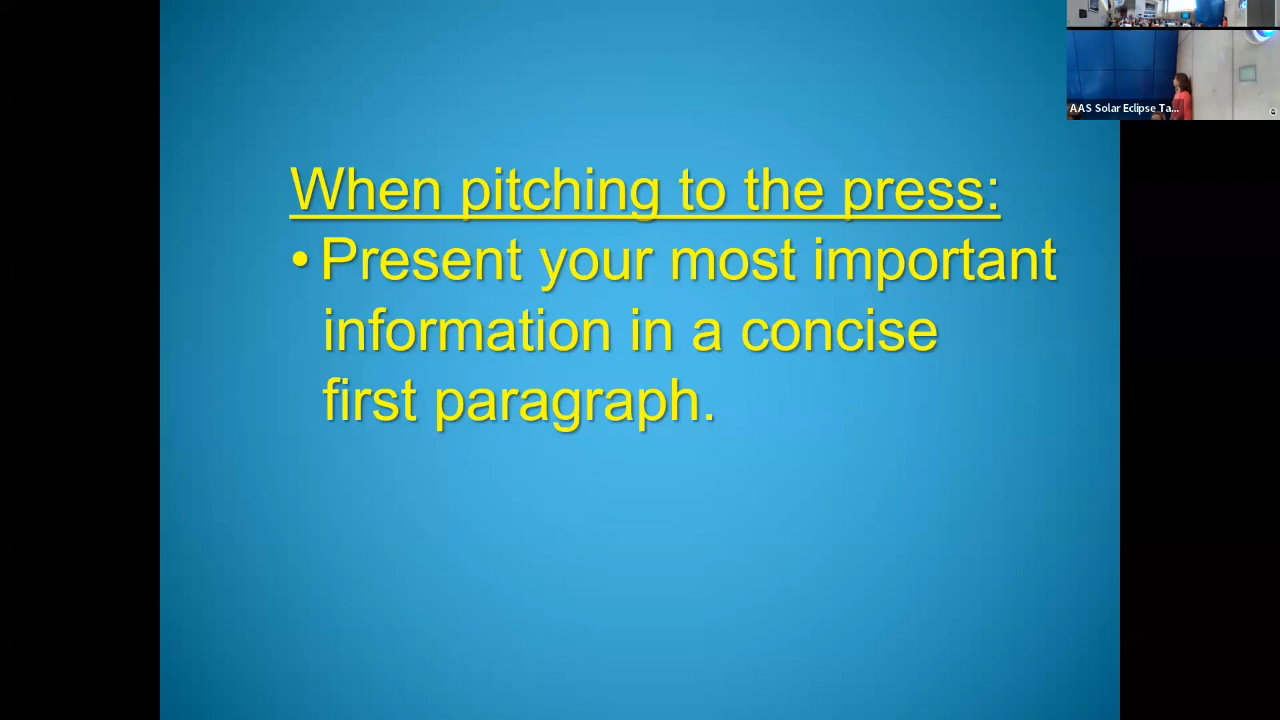 AAS Solar Eclipse Ta...
When pitching to the press:
• Present your most important
information in a concise
first paragraph.